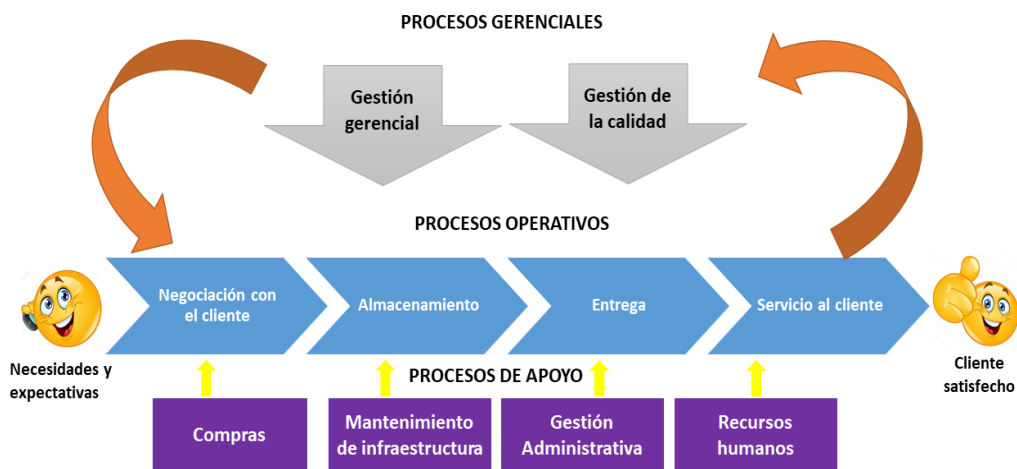 PROCESOS GERENCIALES
Gestión
gerencial
Gestión de
la calidad
PROCESOS OPERATIVOS
Negociación con
el cliente
Almacenamiento
Entrega
Servicio al cliente
Necesidades y
expectativas
Cliente
satisfecho
PROCESOS DE APOYO
Compras
Mantenimiento
de infraestructura
Gestión
Administrativa
Recursos
humanos